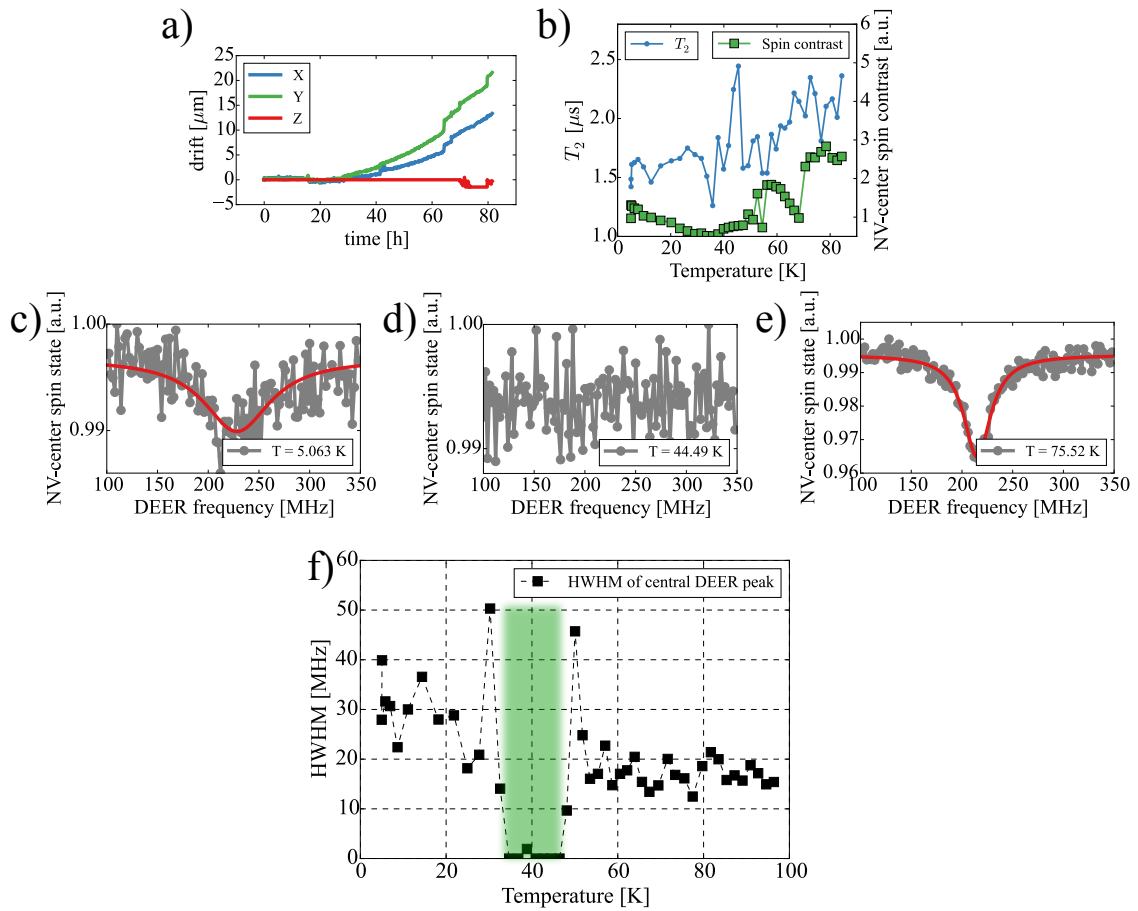 a)
25
20
15
10
5
0
−5
0 20 40 60 80 100
drift [μm]
time [h]
X
Y
Z
b)
T2
Spin contrast
2.5
2.0
1.5
1.0
0 20 40 60 80
T2 [μs]
Temperature [K]
6
5
4
3
2
1
NV-center spin contrast [a.u.]
c)
1.00
0.99
100 150 200 250 300 350
NV-center spin state [a.u.]
DEER frequency [MHz]
T = 5.063 K
d)
1.00
0.99
100 150 200 250 300 350
NV-center spin state [a.u.]
DEER frequency [MHz]
T = 44.49 K
e)
1.00
0.99
0.98
0.97
0.96
100 150 200 250 300 350
NV-center spin state [a.u.]
DEER frequency [MHz]
T = 75.52 K
f)
60
50
40
30
20
10
0
0 20 40 60 80 100
HWHM [MHz]
Temperature [K]
HWHM of central DEER peak